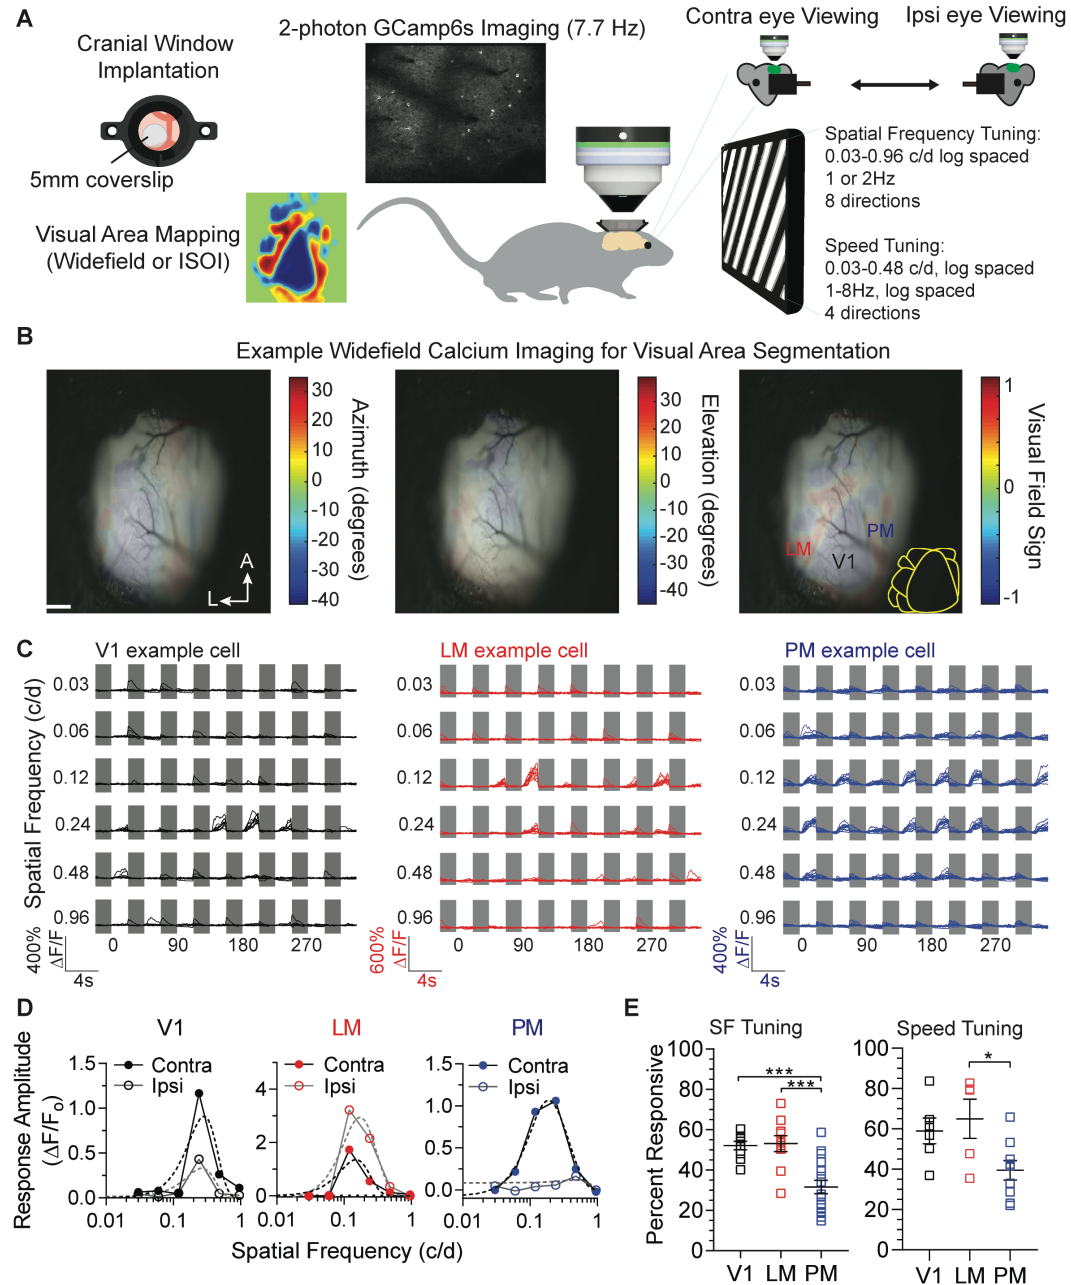 A
Cranial Window
Implantation
5mm coverslip
Visual Area Mapping
(Widefield or ISOI)
2-photon GCamp6s Imaging (7.7 Hz)
Contra eye Viewing
Ipsi eye Viewing
Spatial Frequency Tuning:
0.03-0.96 c/d log spaced
1 or 2Hz
8 directions
Speed Tuning:
0.03-0.48 c/d, log spaced
1-8Hz, log spaced
4 directions
B
Example Widefield Calcium Imaging for Visual Area Segmentation
A
L
30
20
10
-0
-10
-20
-30
-40
Azimuth (degrees)
30
20
10
0
-10
-20
-30
-40
Elevation (degrees)
LM
V1
PM
1
0
-1
Visual Field Sign
C
V1 example cell
Spatial Frequency (c/d)
0.03
0.06
0.12
0.24
0.48
0.96
0 90 180 270
400%
ΔF/F
4s
LM example cell
0.03
0.06
0.12
0.24
0.48
0.96
0 90 180 270
600%
ΔF/F
4s
PM example cell
0.03
0.06
0.12
0.24
0.48
0.96
0 90 180 270
400%
ΔF/F
4s
D
Response Amplitude
(ΔF/Fo)
V1
Contra
Ipsi
1.5
1.0
0.5
0.0
0.01 0.1 1
LM
Contra
Ipsi
4
2
0
0.01 0.1 1
PM
Contra
Ipsi
1.5
1.0
0.5
0.0
0.01 0.1 1
Spatial Frequency (c/d)
E
SF Tuning
Percent Responsive
100
80
60
40
20
0
***
***
V1 LM PM
Speed Tuning
100
80
60
40
20
0
*
V1 LM PM